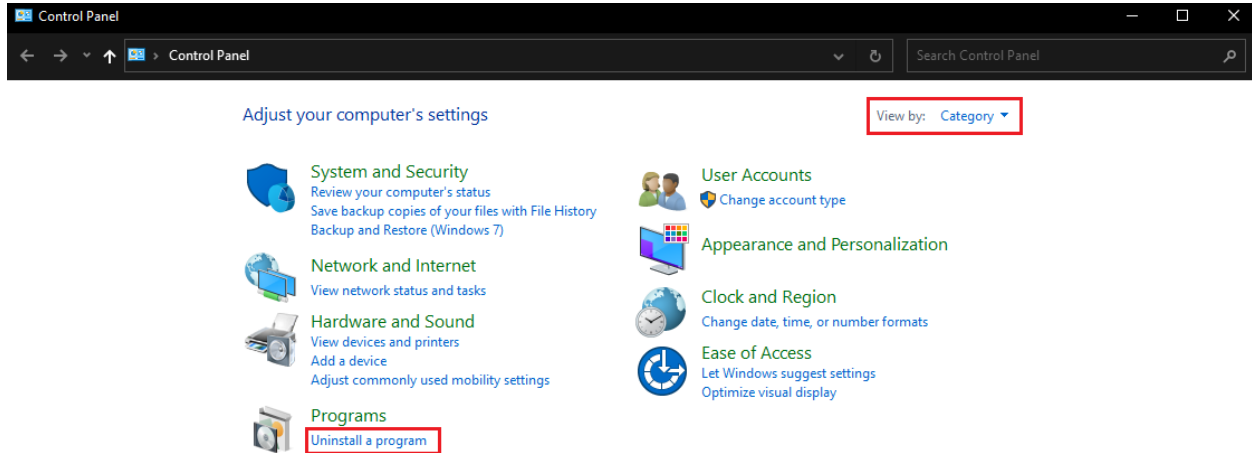 Control Panel
Control Panel
Search Control Panel
Adjust your computer's settings
View by: Category
System and Security
Review your computer's status
Save backup copies of your files with File History
Backup and Restore (Windows 7)
Network and Internet
View network status and tasks
Hardware and Sound
View devices and printers
Add a device
Adjust commonly used mobility settings
Programs
Uninstall a program
User Accounts
Change account type
Appearance and Personalization
Clock and Region
Change date, time, or number formats
Ease of Access
Let Windows suggest settings
Optimize visual display